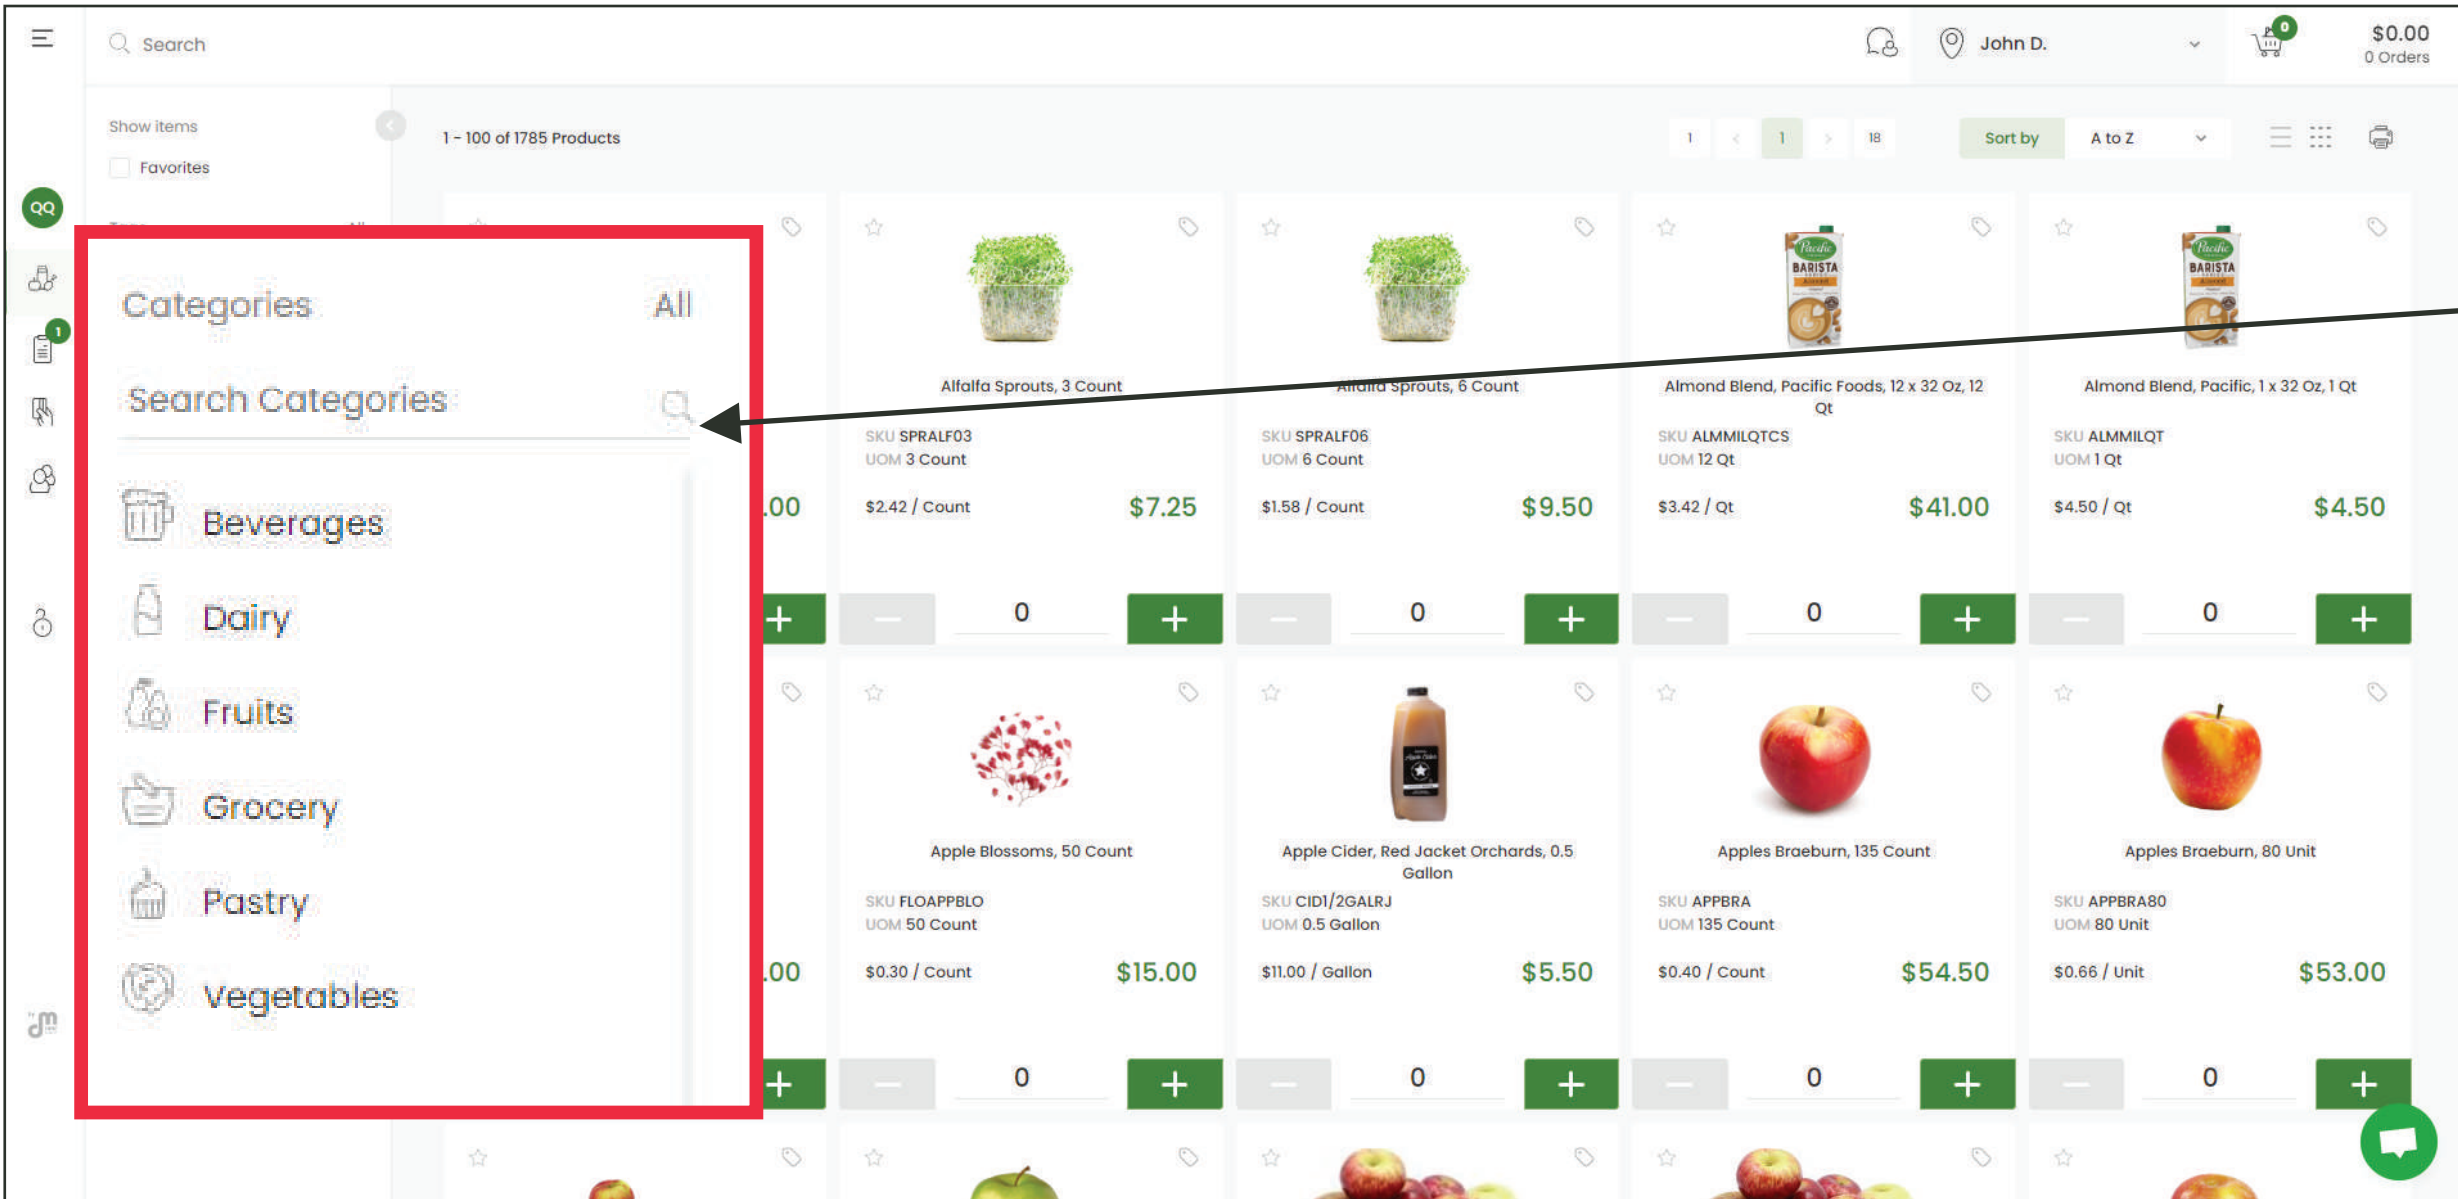 Search
John D.
0
$0.00
0 Orders
Show items
Favorites
1 - 100 of 1785 Products
1 < 1 > 18
Sort by A to Z
QQ
1
Categories All
Search Categories
Beverages
Dairy
Fruits
Grocery
Pastry
Vegetables
.00
Alfalfa Sprouts, 3 Count
SKU SPRALF03
UOM 3 Count
$2.42 / Count $7.25
0
Alfalfa Sprouts, 6 Count
SKU SPRALF06
UOM 6 Count
$1.58 / Count $9.50
0
Pacific
BARISTA
Almond Blend, Pacific Foods, 12 x 32 Oz, 12
Qt
SKU ALMMILQTCS
UOM 12 Qt
$3.42 / Qt $41.00
0
Pacific
BARISTA
Almond Blend, Pacific, 1 x 32 Oz, 1 Qt
SKU ALMMILQT
UOM 1 Qt
$4.50 / Qt $4.50
0
.00
Apple Blossoms, 50 Count
SKU FLOAPPBLO
UOM 50 Count
$0.30 / Count $15.00
0
Apple Cider
Apple Cider, Red Jacket Orchards, 0.5
Gallon
SKU CID1/2GALRJ
UOM 0.5 Gallon
$11.00 / Gallon $5.50
0
Apples Braeburn, 135 Count
SKU APPBRA
UOM 135 Count
$0.40 / Count $54.50
0
Apples Braeburn, 80 Unit
SKU APPBRA80
UOM 80 Unit
$0.66 / Unit $53.00
0